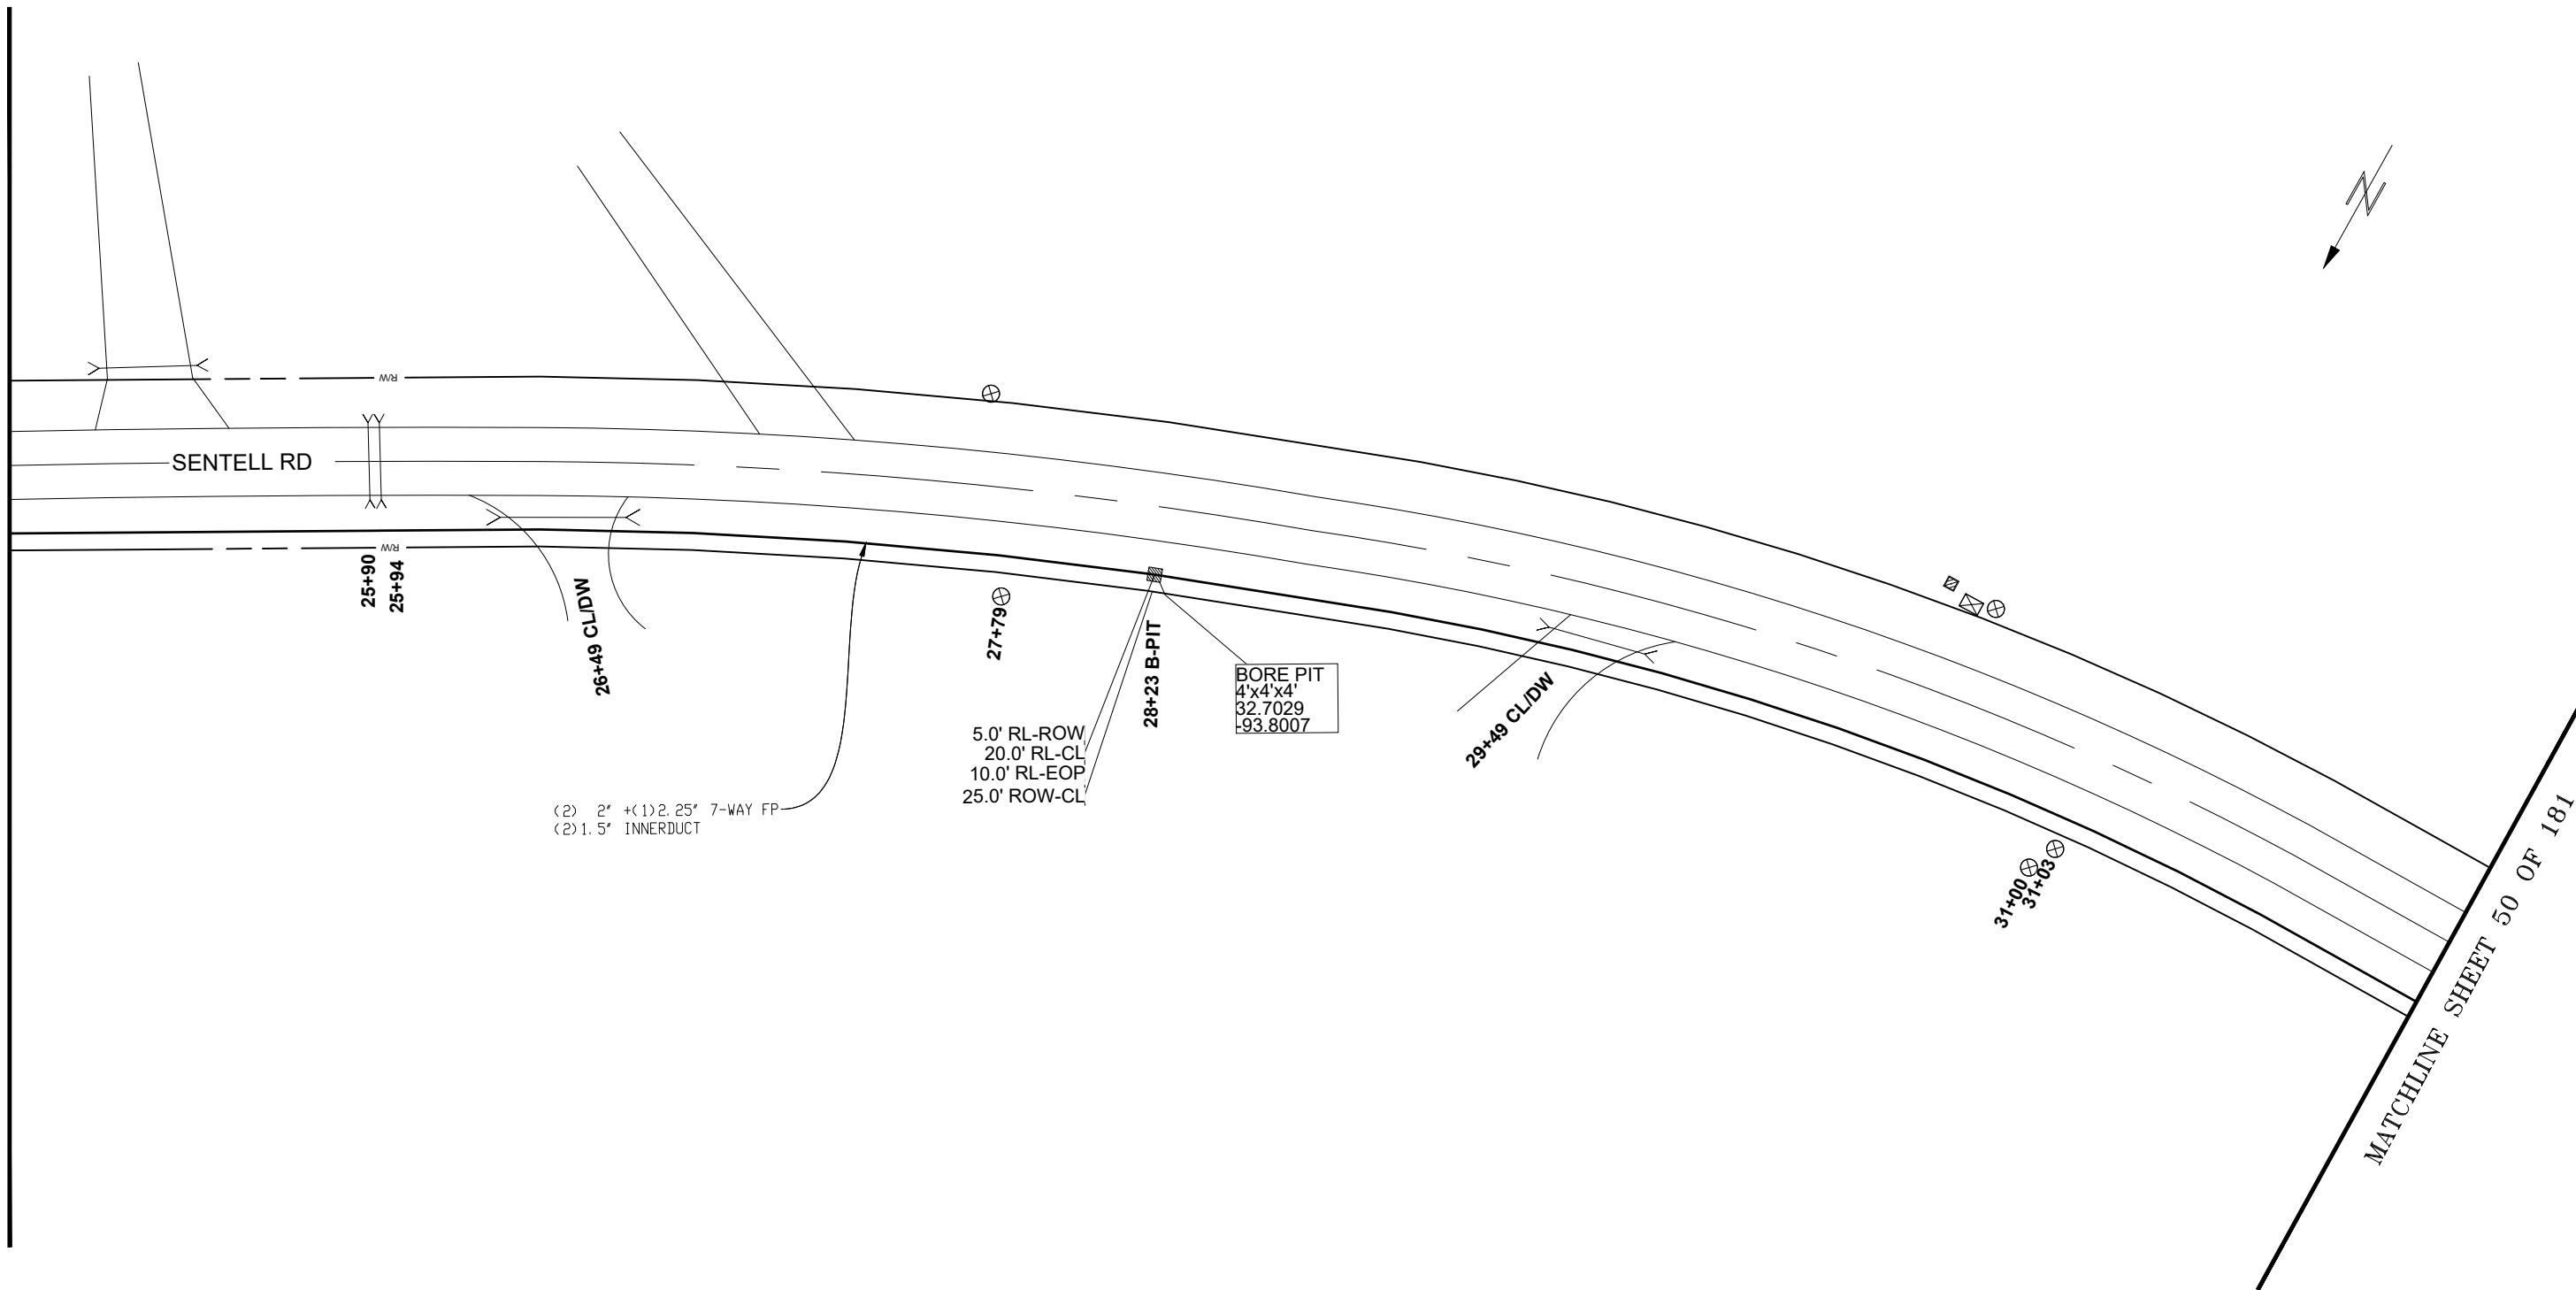 N
R/W
SENTELL RD
R/W
25+90
25+94
26+49 CL/DW
27+79
28+23 B-PIT
BORE PIT
4'x4'x4'
32.7029
-93.8007
5.0' RL-ROW
20.0' RL-CL
10.0' RL-EOP
25.0' ROW-CL
29+49 CL/DW
(2) 2" +(1)2.25" 7-WAY FP
(2)1.5" INNERDUCT
31+00
31+03
MATCHLINE SHEET 50 OF 181